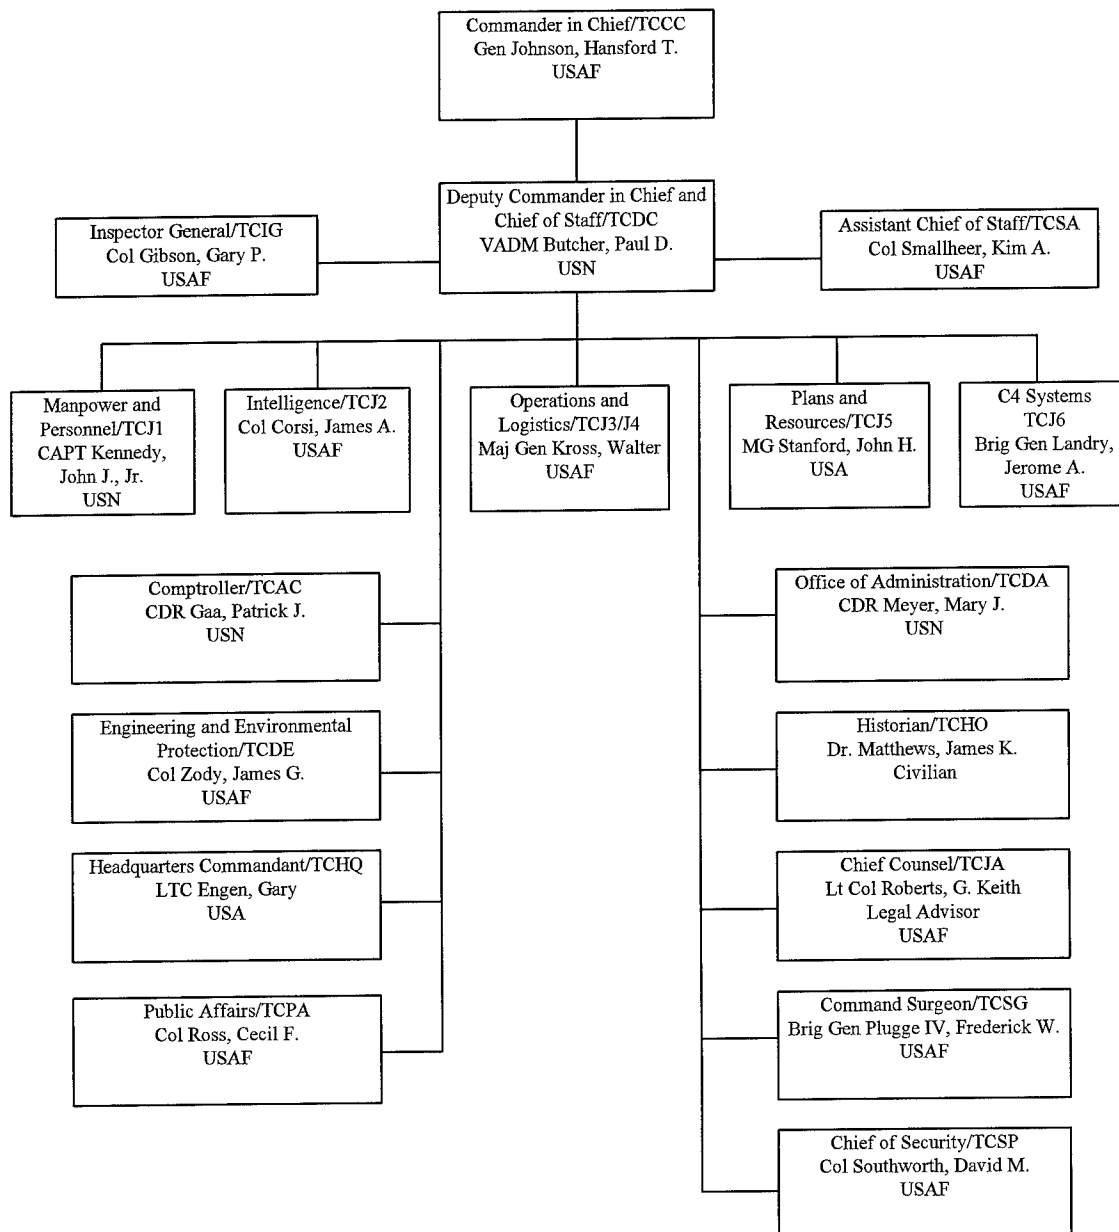 Commander in Chief/TCCC
Gen Johnson, Hansford T.
USAF
Deputy Commander in Chief and
Chief of Staff/TCDC
VADM Butcher, Paul D.
USN
Inspector General/TCIG
Col Gibson, Gary P.
USAF
Assistant Chief of Staff/TCSA
Col Smallheer, Kim A.
USAF
Manpower and
Personnel/TCJ1
CAPT Kennedy,
John J., Jr.
USN
Intelligence/TCJ2
Col Corsi, James A.
USAF
Operations and
Logistics/TCJ3/J4
Maj Gen Kross, Walter
USAF
Plans and
Resources/TCJ5
MG Stanford, John H.
USA
C4 Systems
TCJ6
Brig Gen Landry,
Jerome A.
USAF
Comptroller/TCAC
CDR Gaa, Patrick J.
USN
Engineering and Environmental
Protection/TCDE
Col Zody, James G.
USAF
Headquarters Commandant/TCHQ
LTC Engen, Gary
USA
Public Affairs/TCPA
Col Ross, Cecil F.
USAF
Office of Administration/TCDA
CDR Meyer, Mary J.
USN
Historian/TCHO
Dr. Matthews, James K.
Civilian
Chief Counsel/TCJA
Lt Col Roberts, G. Keith
Legal Advisor
USAF
Command Surgeon/TCSG
Brig Gen Plugge IV, Frederick W.
USAF
Chief of Security/TCSP
Col Southworth, David M.
USAF